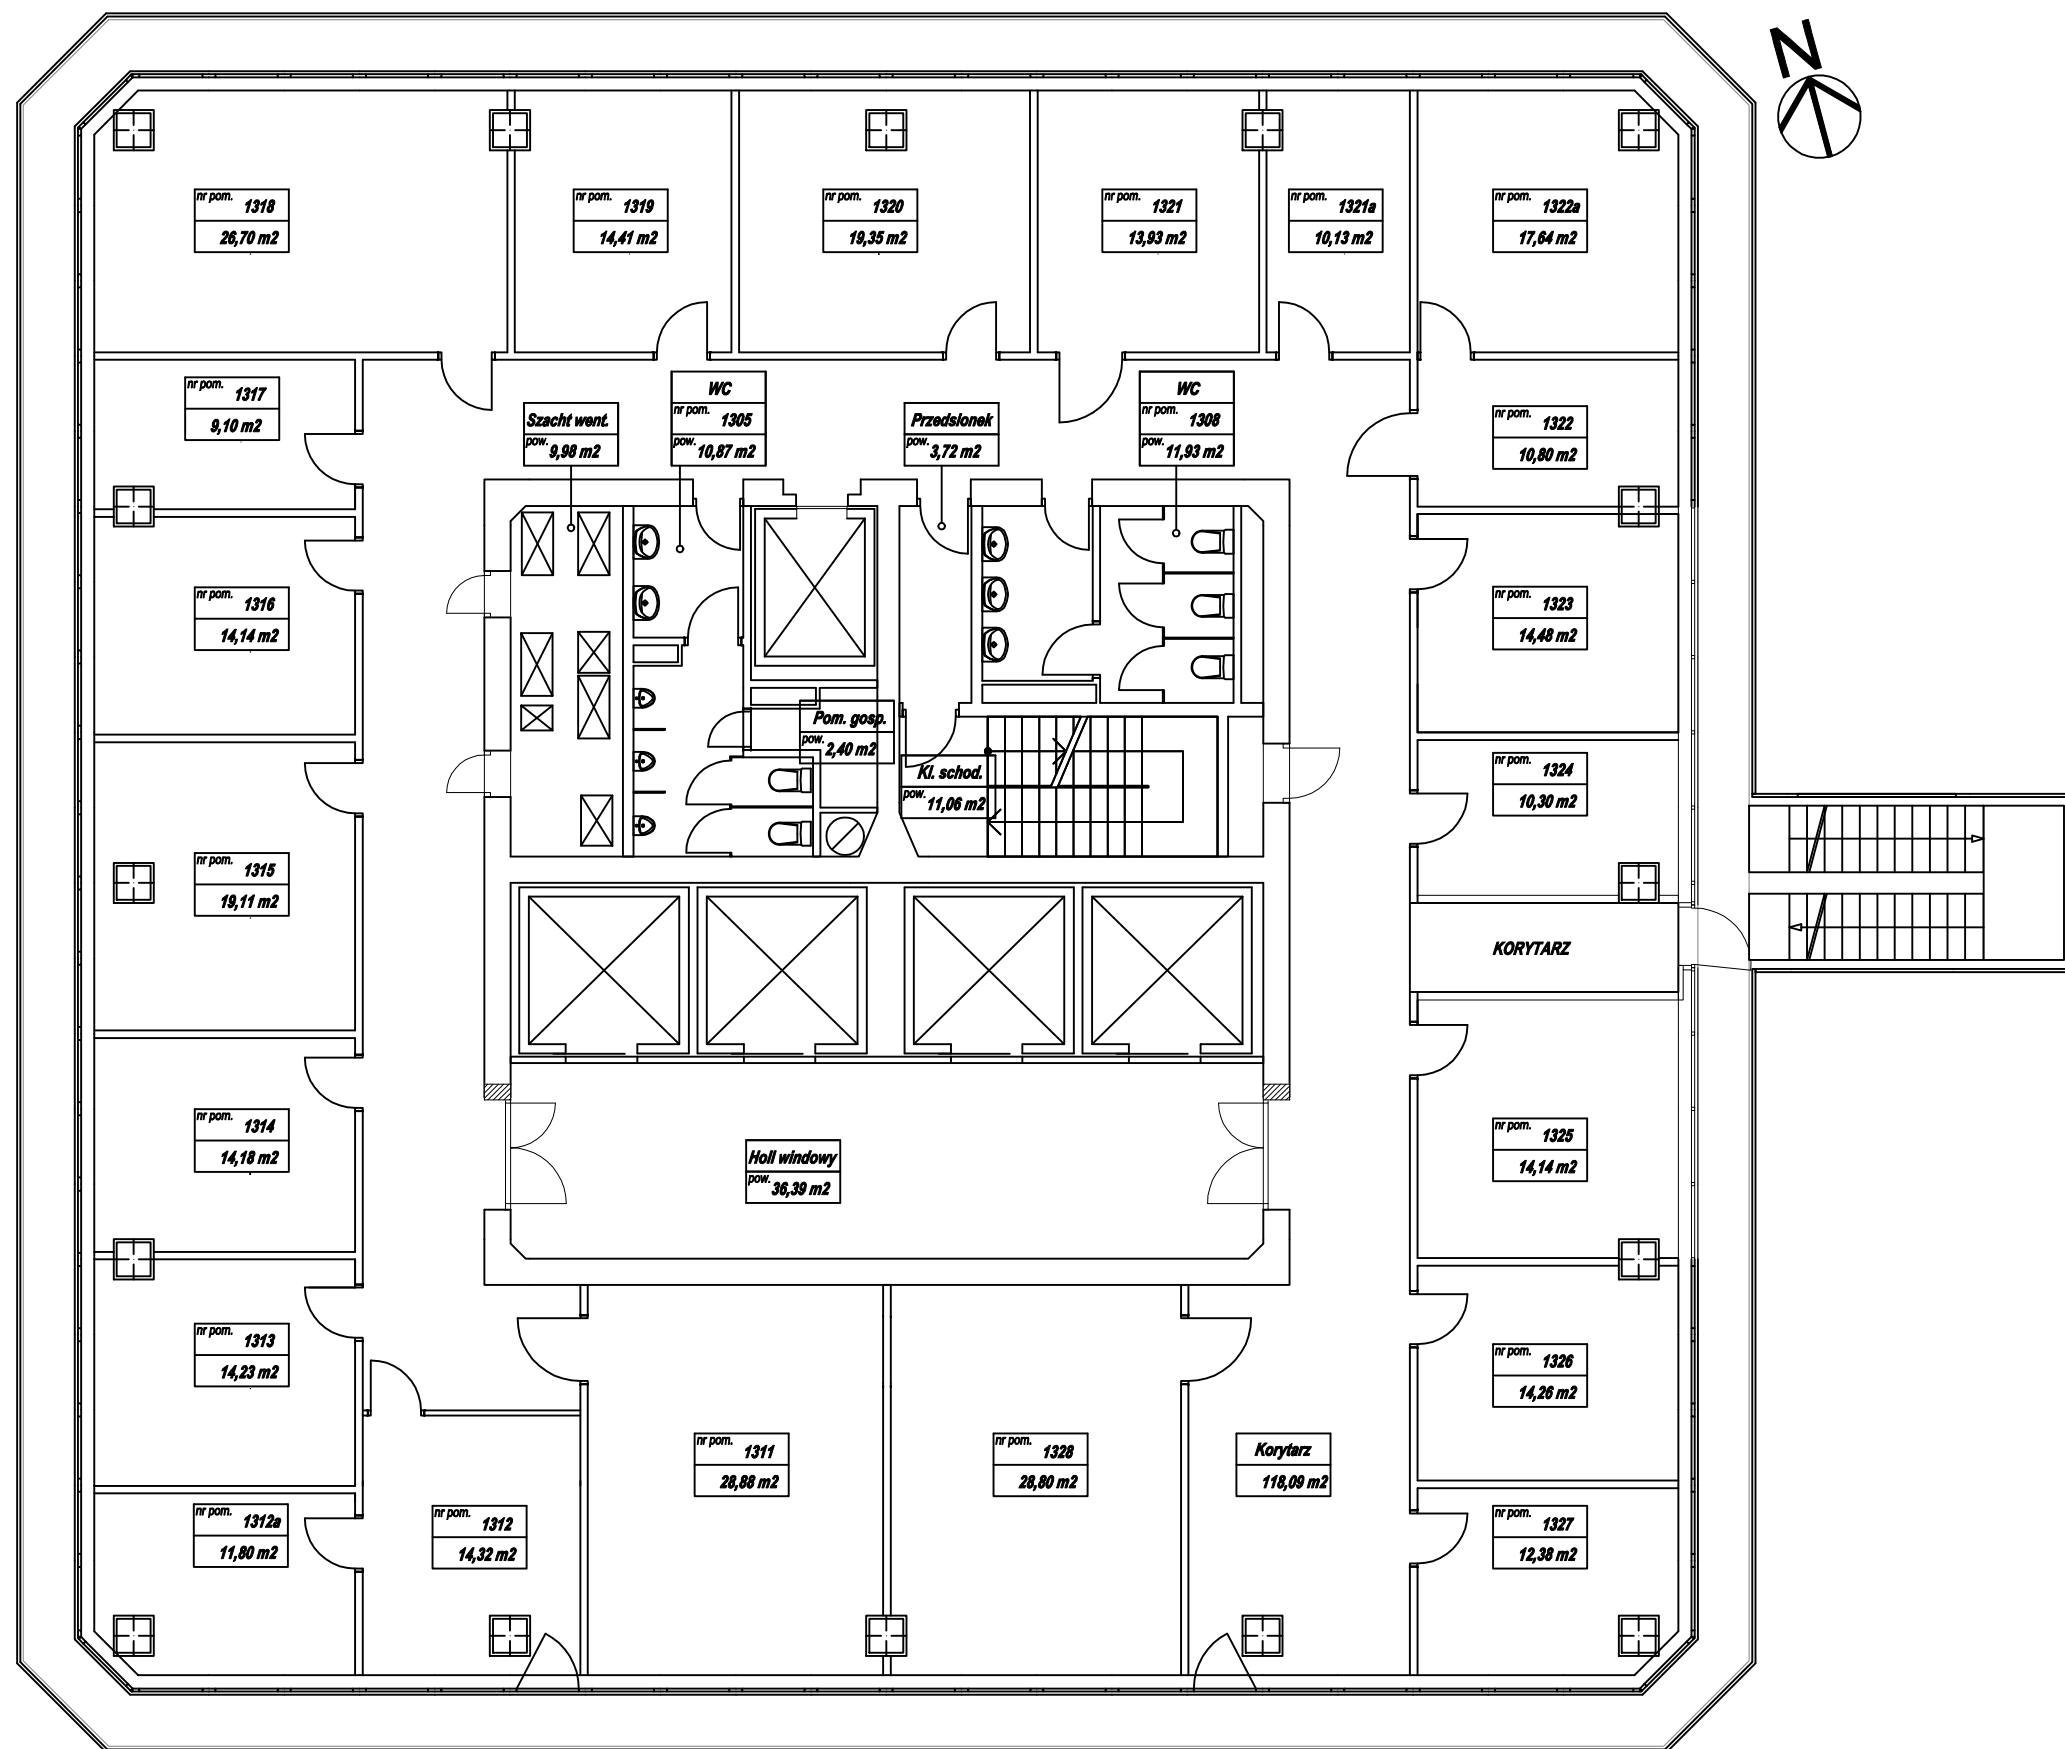 N
nr pom. 1318
26,70 m2
nr pom. 1319
14,41 m2
nr pom. 1320
19,35 m2
nr pom. 1321
13,93 m2
nr pom. 1321a
10,13 m2
nr pom. 1322a
17,64 m2
nr pom. 1317
9,10 m2
Szacht went.
pow. 9,98 m2
WC
nr pom. 1305
pow. 10,87 m2
Przedsionek
pow. 3,72 m2
WC
nr pom. 1308
pow. 11,93 m2
nr pom. 1322
10,80 m2
nr pom. 1316
14,14 m2
nr pom. 1323
14,48 m2
Pom. gosp.
pow. 2,40 m2
Kl. schod.
pow. 11,06 m2
nr pom. 1324
10,30 m2
nr pom. 1315
19,11 m2
KORYTARZ
nr pom. 1314
14,18 m2
Holl windowy
pow. 36,39 m2
nr pom. 1325
14,14 m2
nr pom. 1313
14,23 m2
nr pom. 1326
14,26 m2
nr pom. 1311
28,88 m2
nr pom. 1328
28,80 m2
Korytarz
118,09 m2
nr pom. 1312a
11,80 m2
nr pom. 1312
14,32 m2
nr pom. 1327
12,38 m2